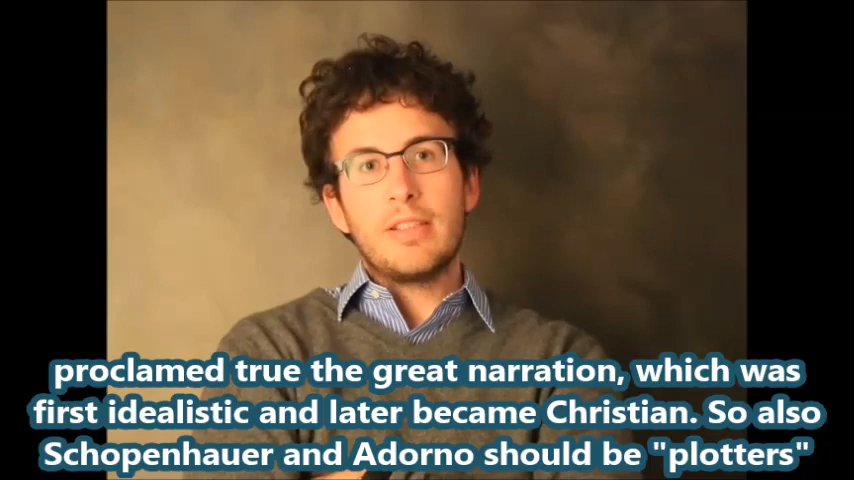 proclamed true the great narration, which was
first idealistic and later became Christian. So also
Schopenhauer and Adorno should be "plotters"